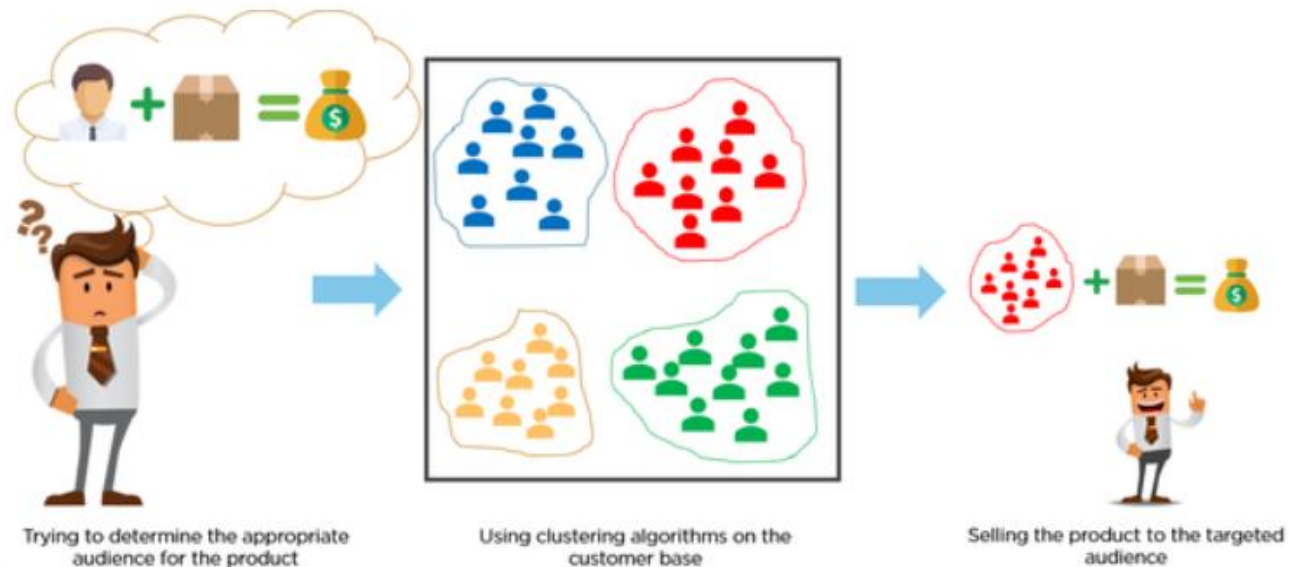 ??
?
$
$
Trying to determine the appropriate
audience for the product
Using clustering algorithms on the
customer base
Selling the product to the targeted
audience